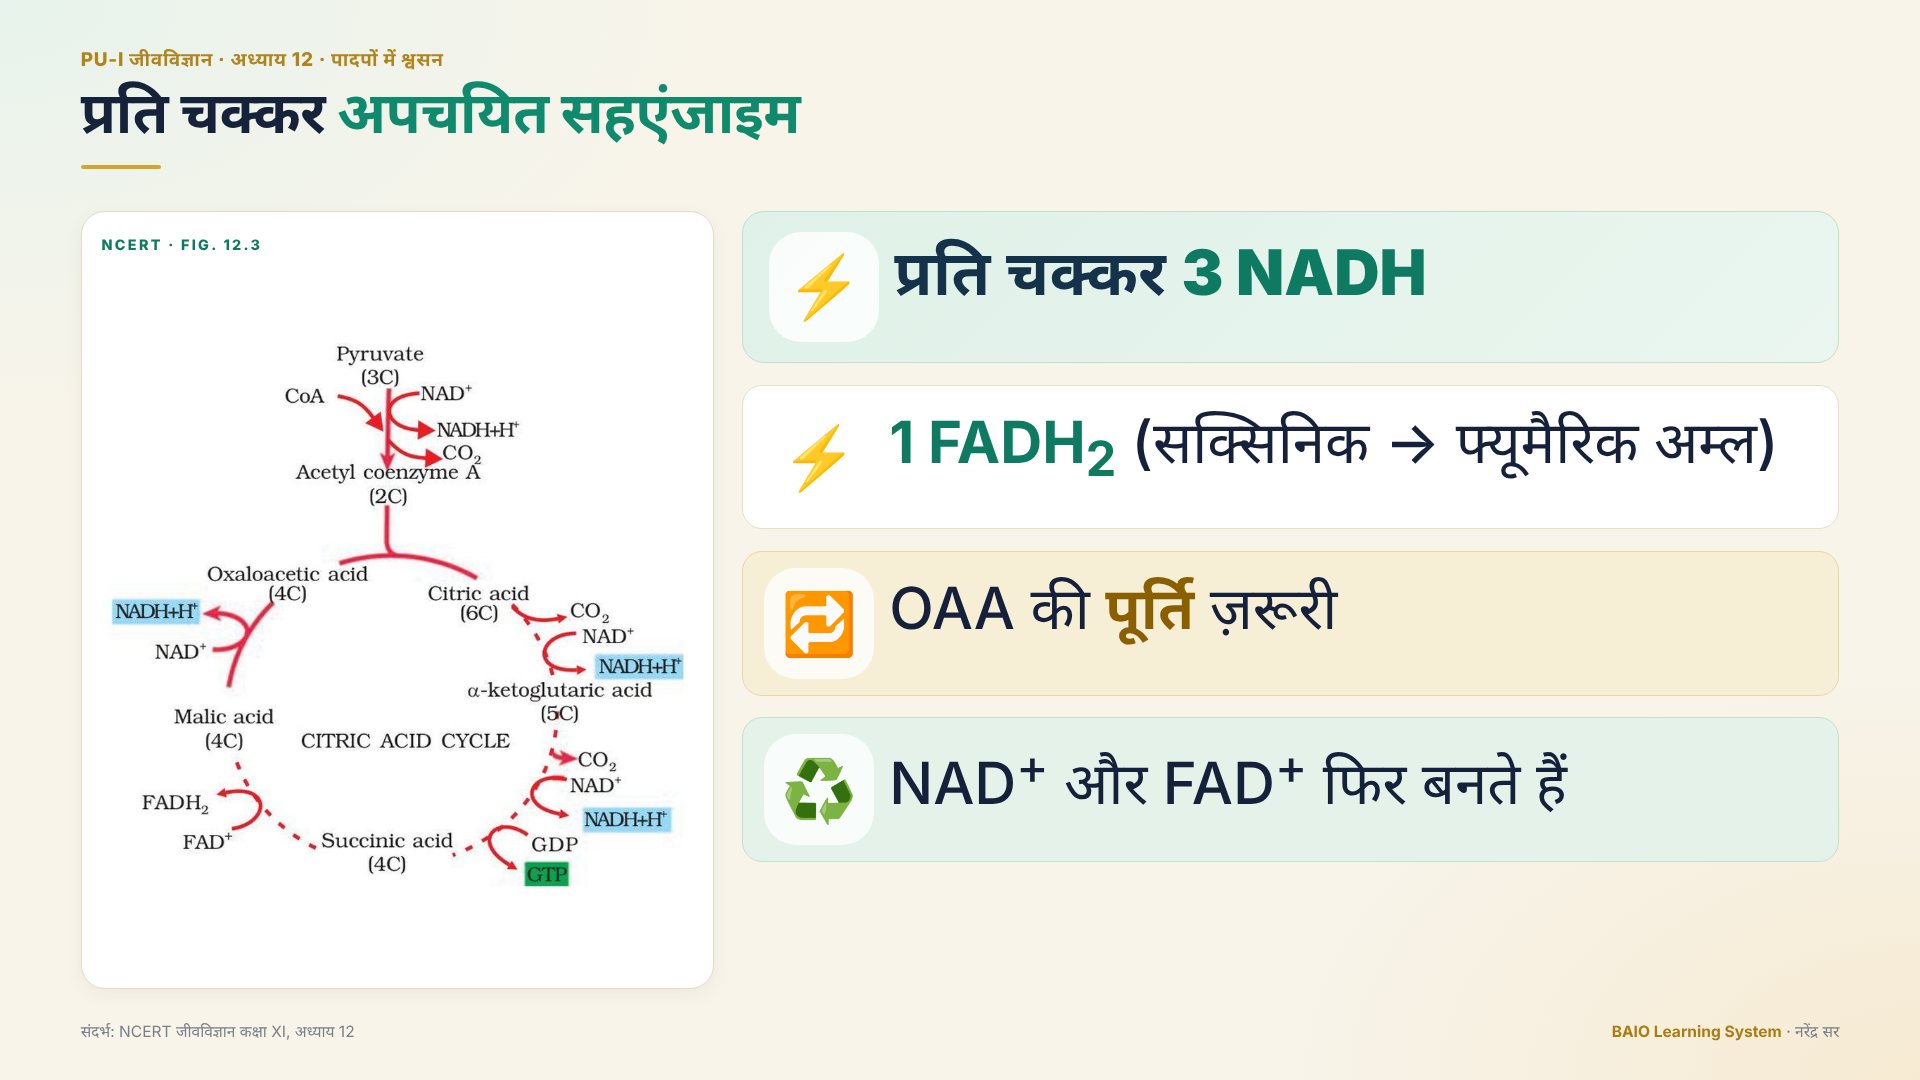 PU-I जीवविज्ञान · अध्याय 12 · पादपों में श्वसन
प्रति चक्कर अपचयित सहएंजाइम
NCERT · FIG. 12.3
Pyruvate
(3C)
CoA
NAD⁺
NADH+H⁺
CO₂
Acetyl coenzyme A
(2C)
Oxaloacetic acid
(4C)
Citric acid
(6C)
CO₂
NAD⁺
NADH+H⁺
NADH+H⁺
NAD⁺
α-ketoglutaric acid
(5C)
Malic acid
(4C)
CITRIC ACID CYCLE
CO₂
NAD⁺
NADH+H⁺
FADH₂
FAD⁺
Succinic acid
(4C)
GDP
GTP
प्रति चक्कर 3 NADH
1 FADH₂ (सक्सिनिक → फ्यूमैरिक अम्ल)
OAA की पूर्ति ज़रूरी
NAD⁺ और FAD⁺ फिर बनते हैं
संदर्भ: NCERT जीवविज्ञान कक्षा XI, अध्याय 12
BAIO Learning System · नरेंद्र सर